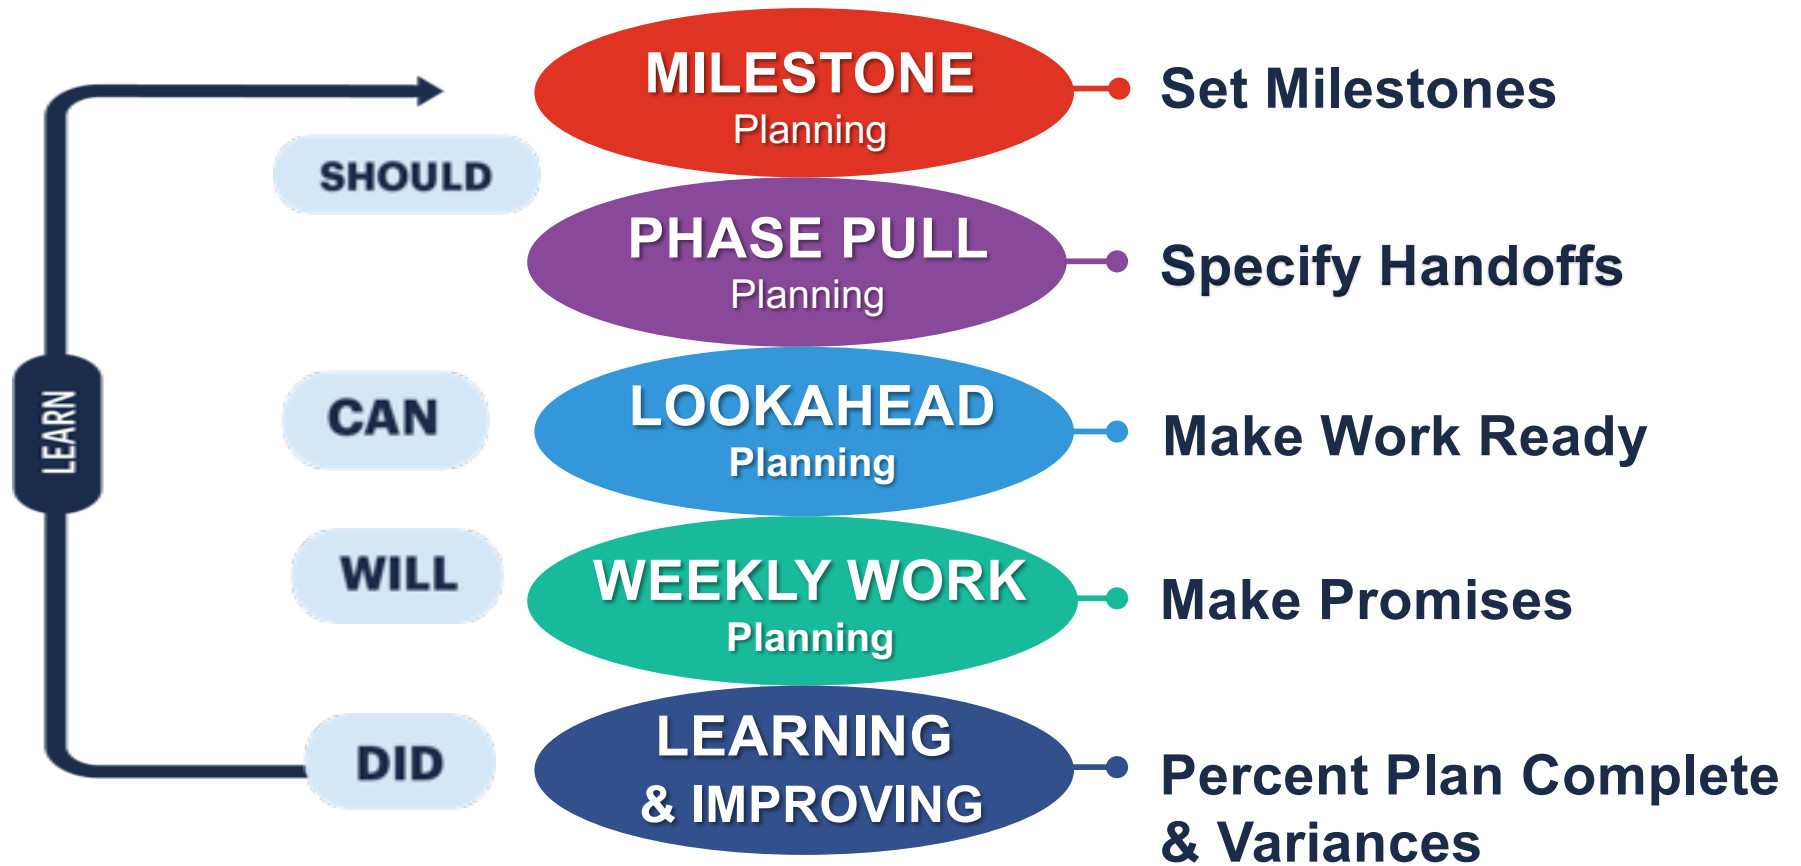 MILESTONE
Planning
Set Milestones
SHOULD
PHASE PULL
Planning
Specify Handoffs
LEARN
CAN
LOOKAHEAD
Planning
Make Work Ready
WILL
WEEKLY WORK
Planning
Make Promises
DID
LEARNING
& IMPROVING
Percent Plan Complete
& Variances